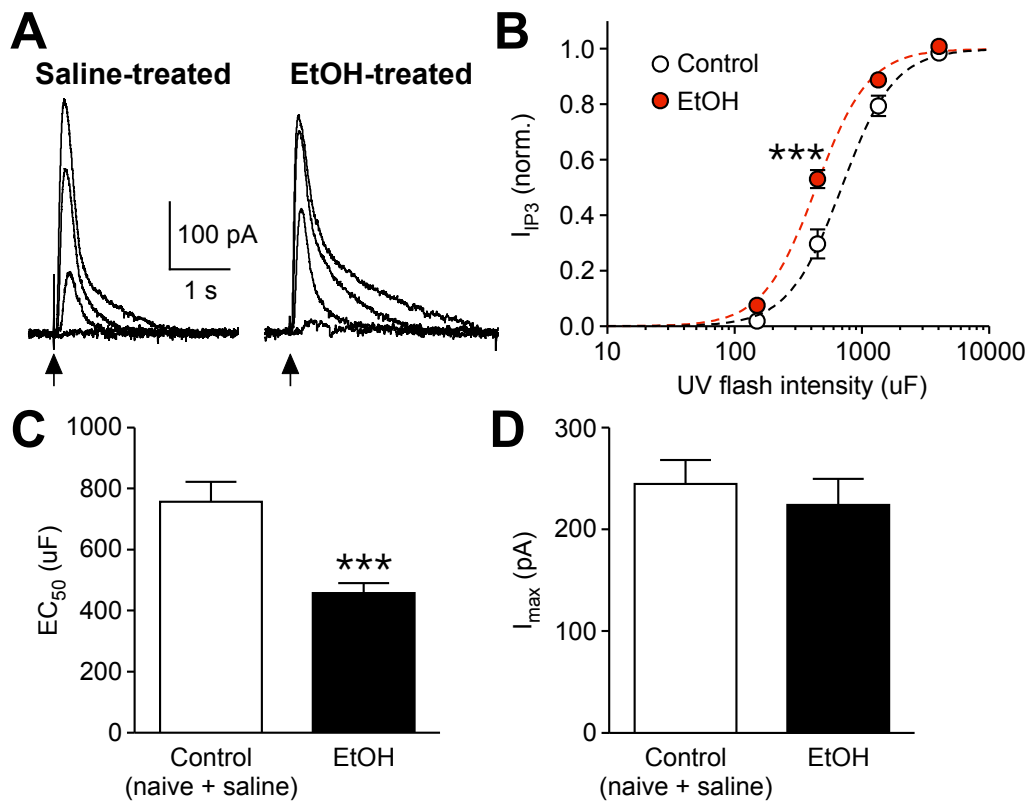 A
Saline-treated
EtOH-treated
100 pA
1 s
B
Control
EtOH
***
I_IP3 (norm.)
1.0
0.8
0.6
0.4
0.2
0.0
10
100
1000
10000
UV flash intensity (uF)
C
EC50 (uF)
1000
800
600
400
200
0
***
Control
(naive + saline)
EtOH
D
Imax (pA)
300
200
100
0
Control
(naive + saline)
EtOH